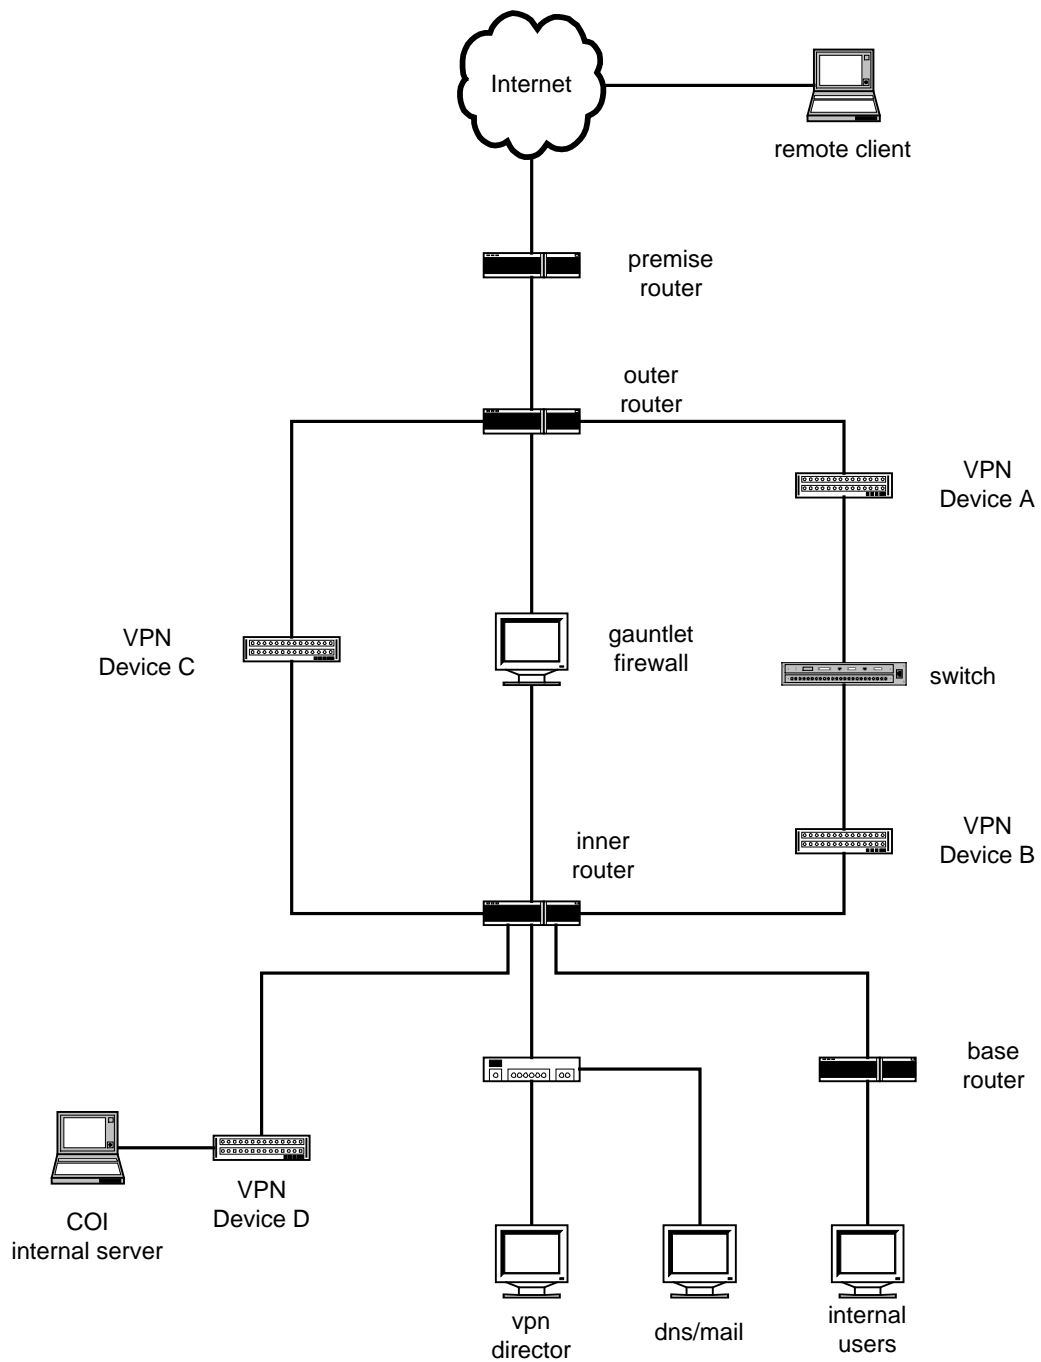 Internet
remote client
premise
router
outer
router
VPN
Device A
VPN
Device C
gauntlet
firewall
switch
VPN
Device B
inner
router
base
router
VPN
Device D
COI
internal server
vpn
director
dns/mail
internal
users